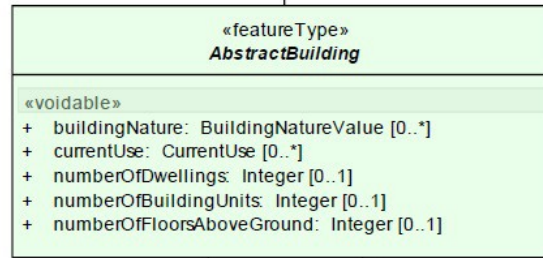 «featureType»
AbstractBuilding
«voidable»
+ buildingNature: BuildingNatureValue [0..*]
+ currentUse: CurrentUse [0..*]
+ numberOfDwellings: Integer [0..1]
+ numberOfBuildingUnits: Integer [0..1]
+ numberOfFloorsAboveGround: Integer [0..1]